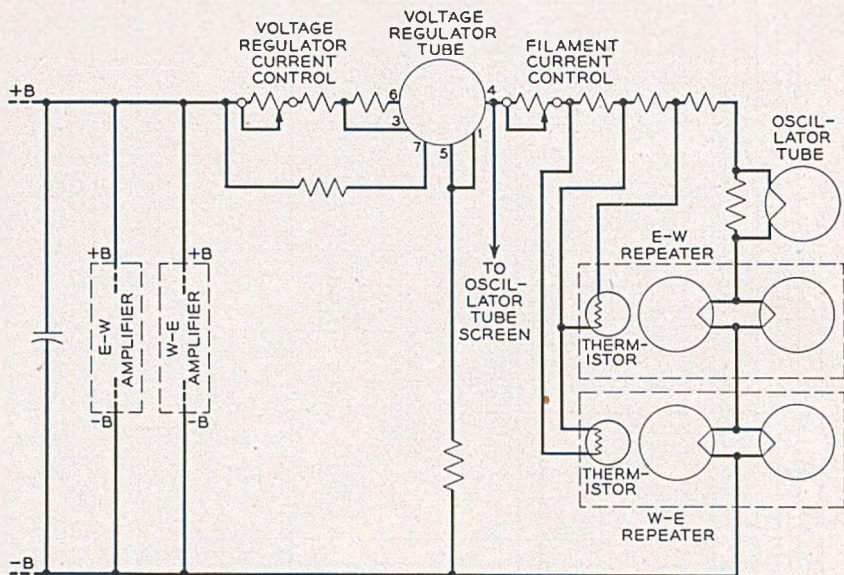 VOLTAGE
REGULATOR
CURRENT
CONTROL
VOLTAGE
REGULATOR
TUBE
FILAMENT
CURRENT
CONTROL
+B
6
3
7
5
1
4
OSCIL-
LATOR
TUBE
TO
OSCIL-
LATOR
TUBE
SCREEN
E-W
REPEATER
THERM-
ISTOR
+B
E-W
AMPLIFIER
-B
+B
W-E
AMPLIFIER
-B
THERM-
ISTOR
W-E
REPEATER
-B